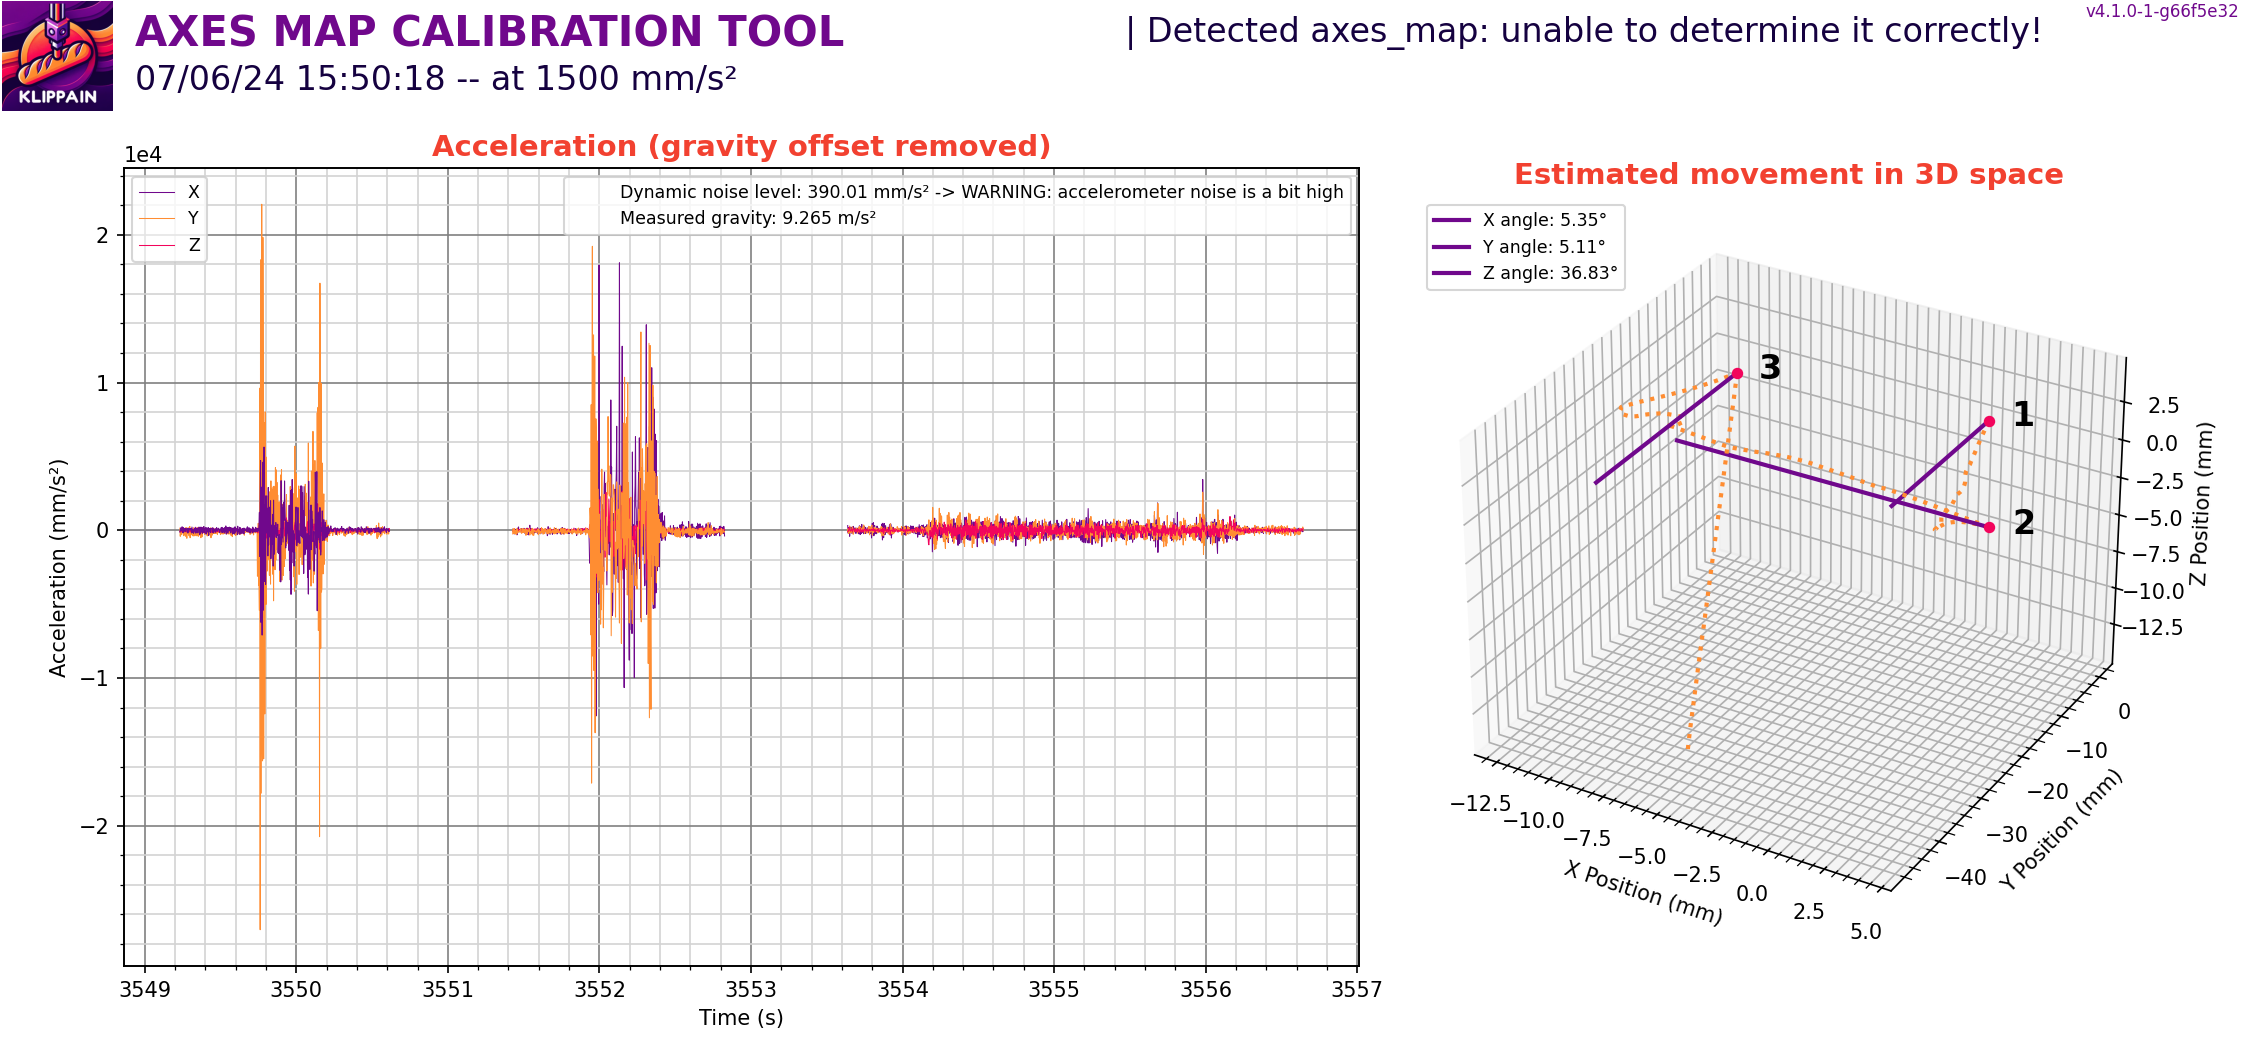 AXES MAP CALIBRATION TOOL
| Detected axes_map: unable to determine it correctly!
v4.1.0-1-g66f5e32
07/06/24 15:50:18 -- at 1500 mm/s²
KLIPPAIN
Acceleration (gravity offset removed)
1e4
X
Y
Z
Dynamic noise level: 390.01 mm/s² -> WARNING: accelerometer noise is a bit high
Measured gravity: 9.265 m/s²
2
1
0
−1
−2
Acceleration (mm/s²)
3549 3550 3551 3552 3553 3554 3555 3556 3557
Time (s)
Estimated movement in 3D space
X angle: 5.35°
Y angle: 5.11°
Z angle: 36.83°
3
1
2
2.5
0.0
−2.5
−5.0
−7.5
−10.0
−12.5
Z Position (mm)
0
−10
−20
−30
−40
Y Position (mm)
−12.5
−10.0
−7.5
−5.0
−2.5
0.0
2.5
5.0
X Position (mm)